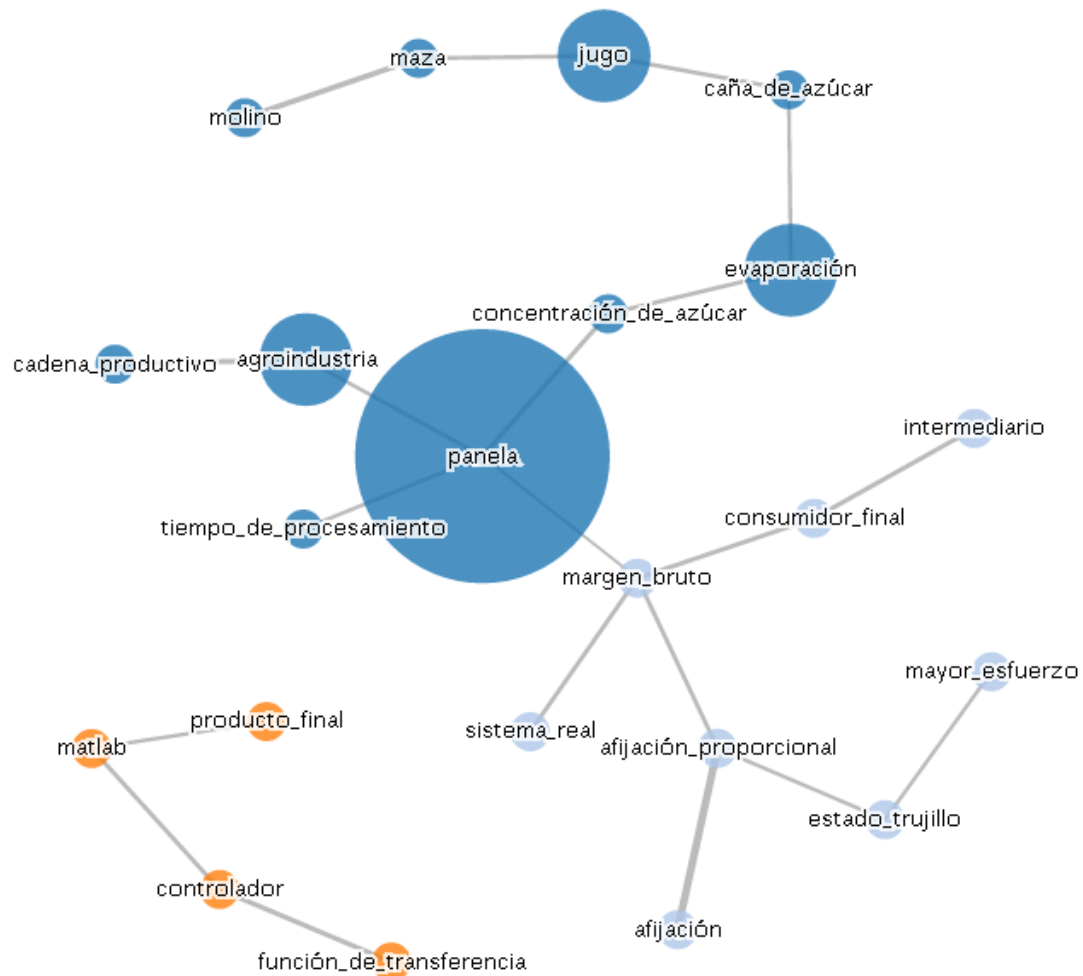 jugo
maza
caña_de_azúcar
molino
evaporación
concentración_de_azúcar
agroindustria
cadena_productivo
intermediario
panela
consumidor_final
tiempo_de_procesamiento
margen_bruto
mayor_esfuerzo
producto_final
sistema_real
matlab
afijación_proporcional
estado_trujillo
controlador
afijación
función_de_transferencia